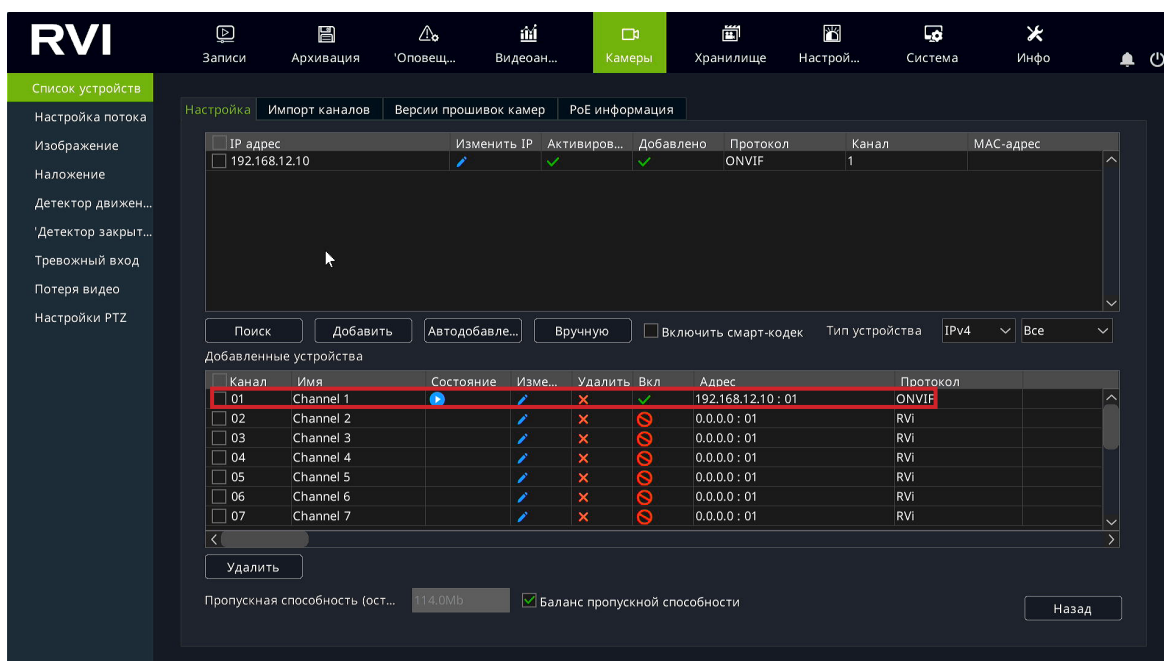 RVI
Записи Архивация 'Оповещ... Видеоан... Камеры Хранилище Настрой... Система Инфо
Список устройств
Настройка потока
Изображение
Наложение
Детектор движен...
'Детектор закрыт...
Тревожный вход
Потеря видео
Настройки PTZ
Настройка Импорт каналов Версии прошивок камер PoE информация
IP адрес Изменить IP Активиров... Добавлено Протокол Канал MAC-адрес
192.168.12.10 ONVIF 1
Поиск Добавить Автодобавле... Вручную Включить смарт-кодек Тип устройства IPv4 Все
Добавленные устройства
Канал Имя Состояние Изме... Удалить Вкл Адрес Протокол
01 Channel 1 192.168.12.10 : 01 ONVIF
02 Channel 2 0.0.0.0 : 01 RVi
03 Channel 3 0.0.0.0 : 01 RVi
04 Channel 4 0.0.0.0 : 01 RVi
05 Channel 5 0.0.0.0 : 01 RVi
06 Channel 6 0.0.0.0 : 01 RVi
07 Channel 7 0.0.0.0 : 01 RVi
Удалить
Пропускная способность (ост... 114.0Mb Баланс пропускной способности
Назад